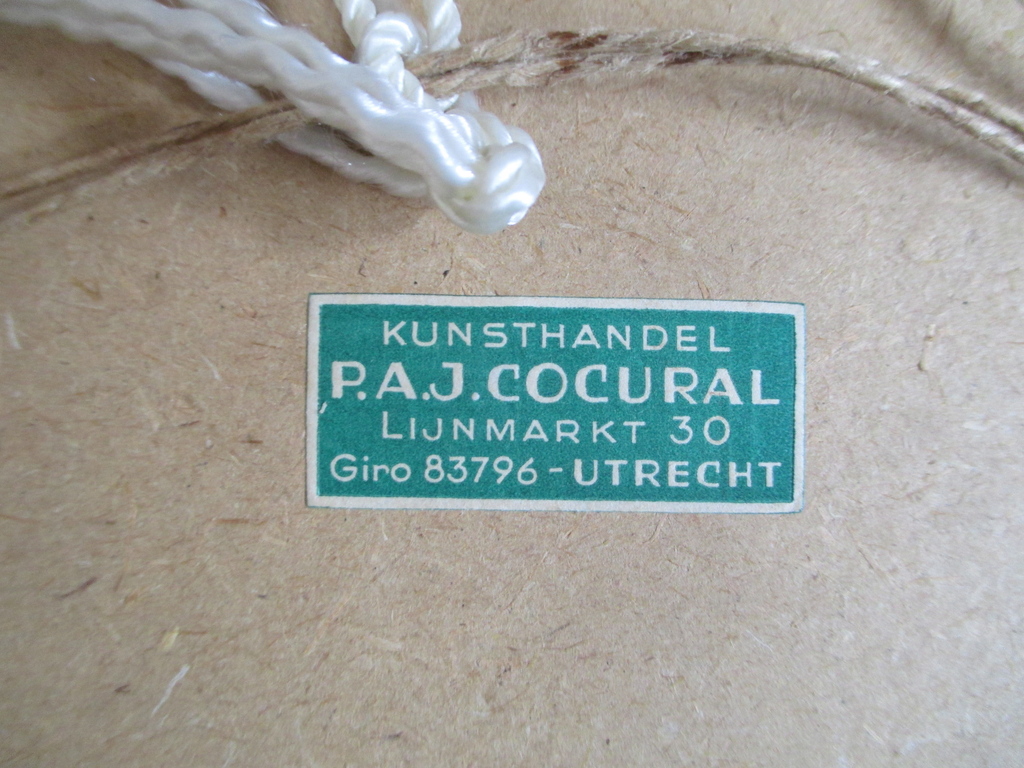 KUNSTHANDEL
P.A.J. COCURAL
LIJNMARKT 30
Giro 83796 - UTRECHT